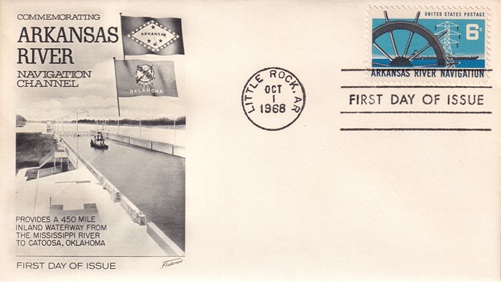 COMMEMORATING
ARKANSAS
RIVER
NAVIGATION
CHANNEL
ARKANSAS
OKLAHOMA
PROVIDES A 450 MILE
INLAND WATERWAY FROM
THE MISSISSIPPI RIVER
TO CATOOSA, OKLAHOMA
FIRST DAY OF ISSUE
LITTLE ROCK, AR
OCT
1
1968
UNITED STATES POSTAGE
6c
ARKANSAS RIVER NAVIGATION
FIRST DAY OF ISSUE